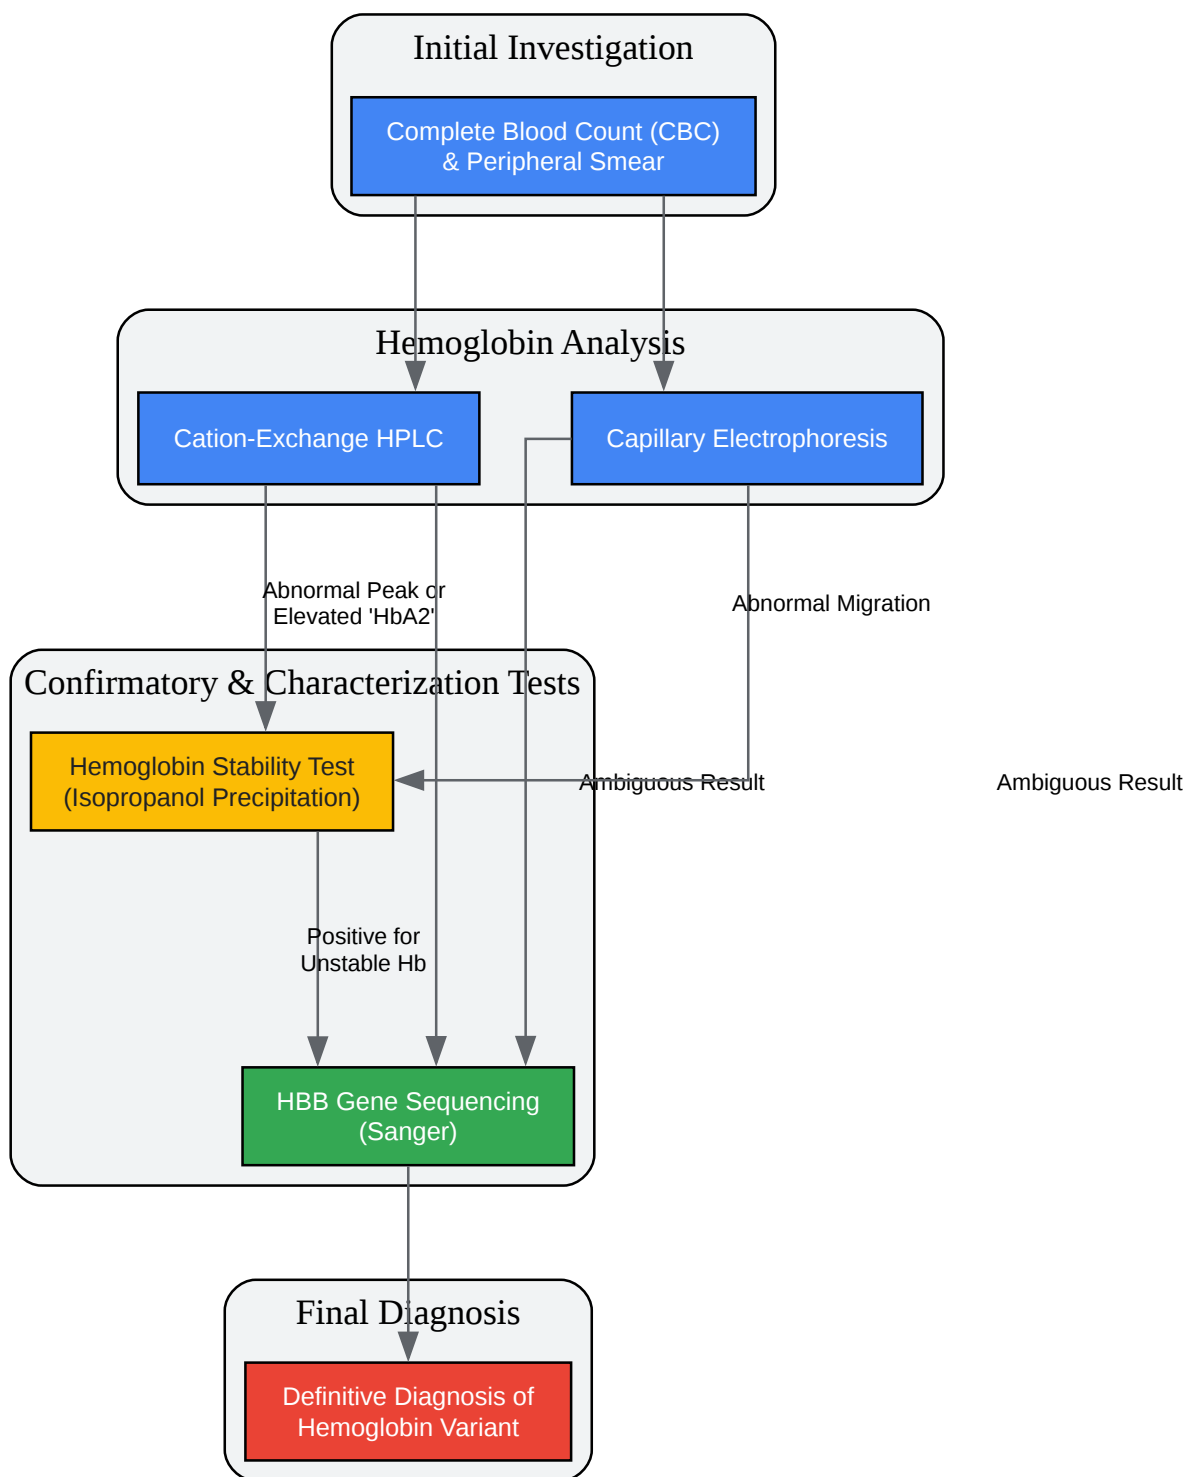 Initial Investigation
Complete Blood Count (CBC)
& Peripheral Smear
Hemoglobin Analysis
Cation-Exchange HPLC
Capillary Electrophoresis
Abnormal Peak or
Elevated 'HbA2'
Abnormal Migration
Confirmatory & Characterization Tests
Hemoglobin Stability Test
(Isopropanol Precipitation)
Ambiguous Result
Ambiguous Result
Positive for
Unstable Hb
HBB Gene Sequencing
(Sanger)
Final Diagnosis
Definitive Diagnosis of
Hemoglobin Variant